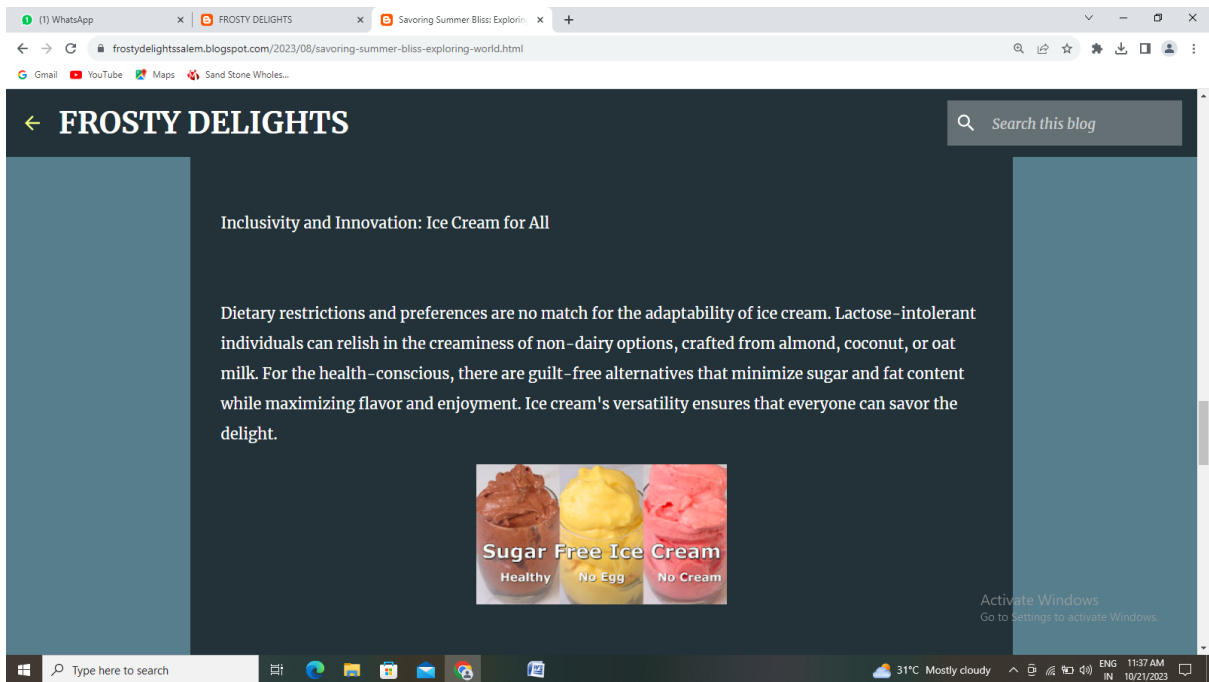 (1) WhatsApp
FROSTY DELIGHTS
Savoring Summer Bliss: Explorin
frostydelightssalem.blogspot.com/2023/08/savoring-summer-bliss-exploring-world.html
Gmail YouTube Maps Sand Stone Wholes...
FROSTY DELIGHTS
Search this blog
Inclusivity and Innovation: Ice Cream for All
Dietary restrictions and preferences are no match for the adaptability of ice cream. Lactose-intolerant
individuals can relish in the creaminess of non-dairy options, crafted from almond, coconut, or oat
milk. For the health-conscious, there are guilt-free alternatives that minimize sugar and fat content
while maximizing flavor and enjoyment. Ice cream's versatility ensures that everyone can savor the
delight.
Sugar Free Ice Cream
Healthy No Egg No Cream
Activate Windows
Go to Settings to activate Windows.
Type here to search
31°C Mostly cloudy
ENG
IN
11:37 AM
10/21/2023